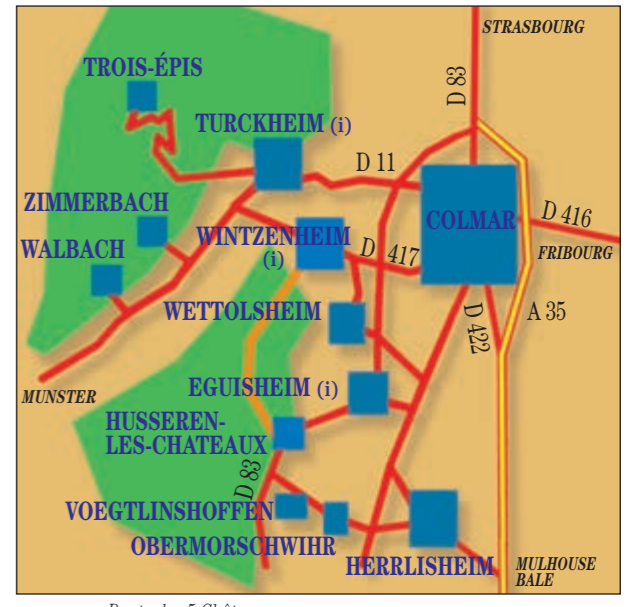 STRASBOURG
D 83
TROIS-ÉPIS
TURCKHEIM (i)
D 11
ZIMMERBACH
COLMAR
D 416
WALBACH
WINTZENHEIM
(i)
D 417
FRIBOURG
WETTOLSHEIM
D 422
A 35
EGUISHEIM (i)
MUNSTER
HUSSEREN-
LES-CHATEAUX
D 83
VOEGTLINSHOFFEN
OBERMORSCHWIHR
HERRLISHEIM
MULHOUSE
BALE